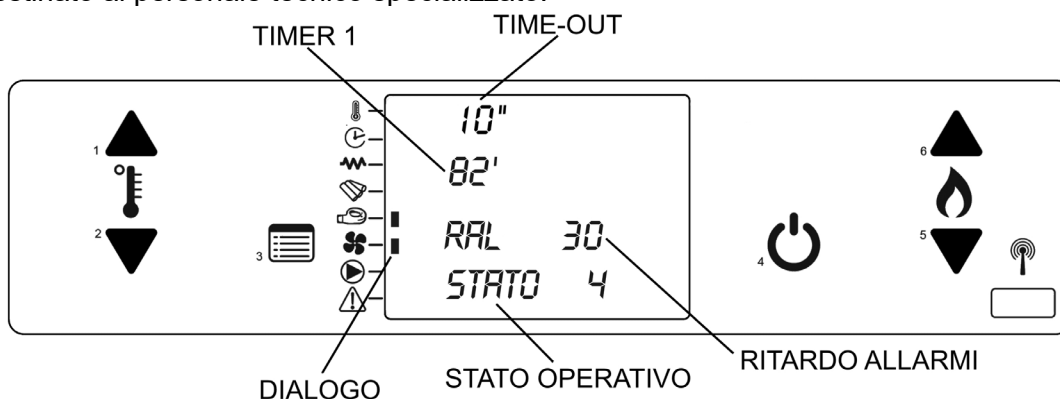 TIMER 1
TIME-OUT
10"
82'
RAL 30
STATO 4
1
2
3
4
5
6
DIALOGO
STATO OPERATIVO
RITARDO ALLARMI